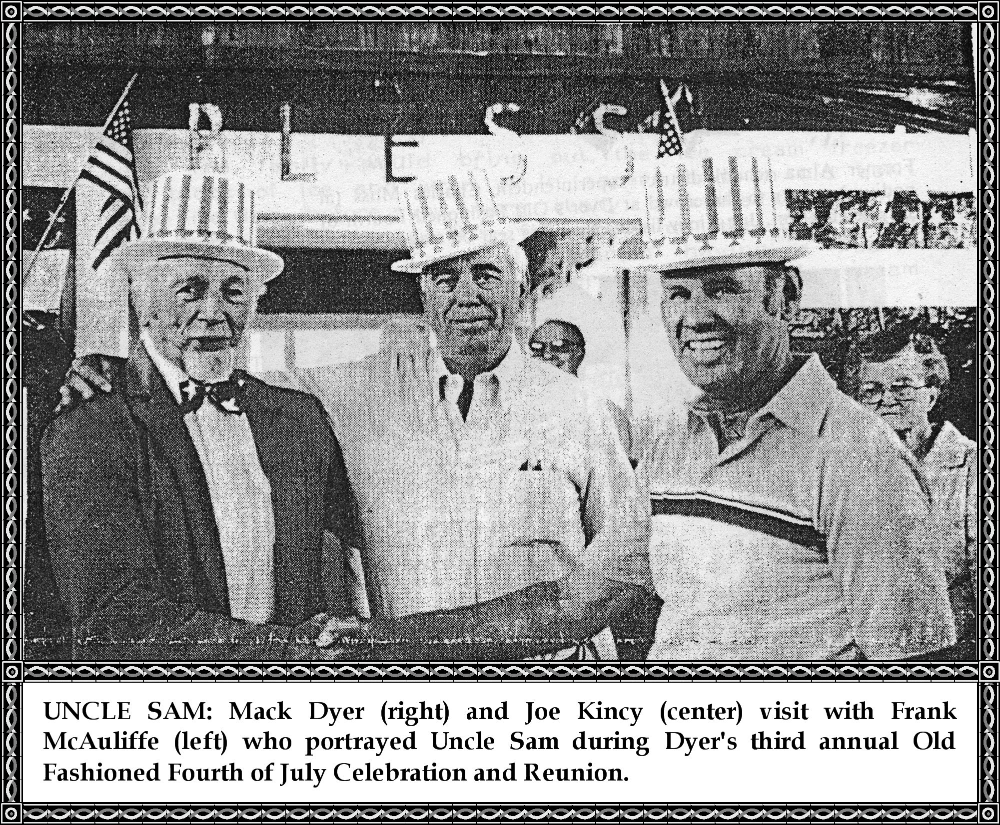 BLESS
UNCLE SAM: Mack Dyer (right) and Joe Kincy (center) visit with Frank
McAuliffe (left) who portrayed Uncle Sam during Dyer's third annual Old
Fashioned Fourth of July Celebration and Reunion.